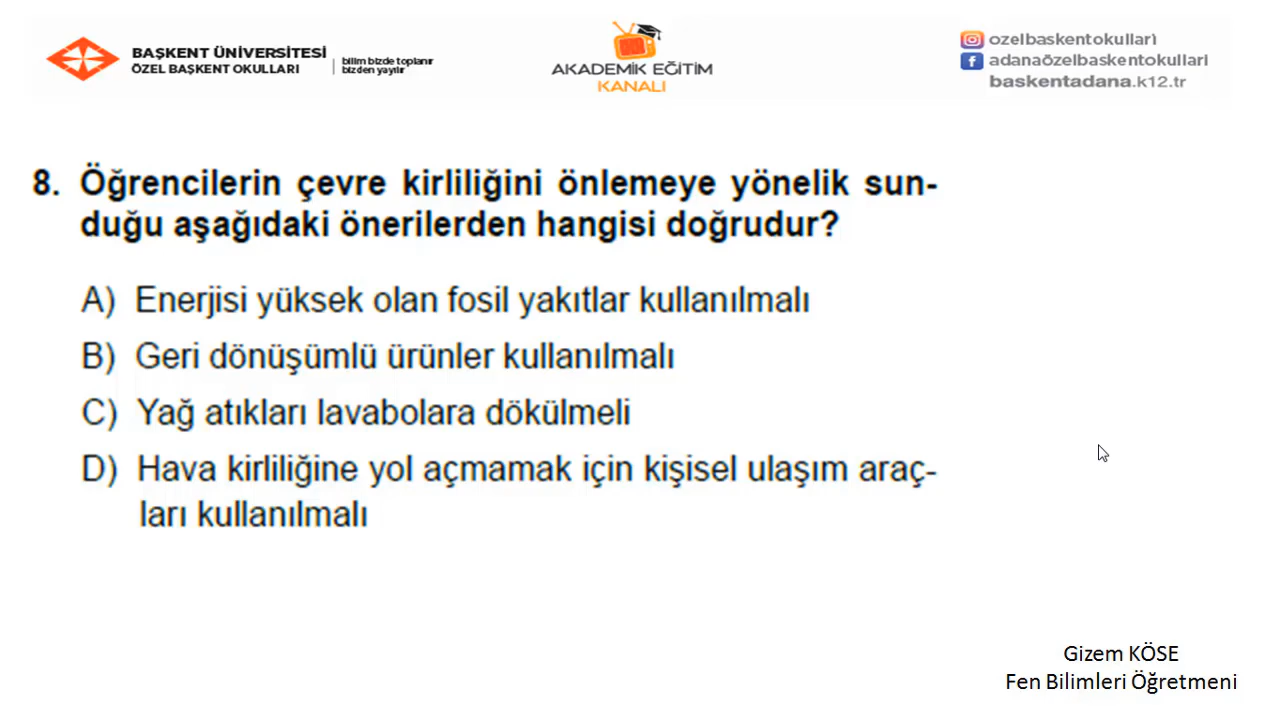 BAŞKENT ÜNİVERSİTESİ
ÖZEL BAŞKENT OKULLARI
bilim bizde toplanır
bizden yayılır
AKADEMİK EĞİTİM
KANALI
ozelbaskentokullari
adanaözelbaskentokullari
baskentadana.k12.tr
8. Öğrencilerin çevre kirliliğini önlemeye yönelik sun-
duğu aşağıdaki önerilerden hangisi doğrudur?
A) Enerjisi yüksek olan fosil yakıtlar kullanılmalı
B) Geri dönüşümlü ürünler kullanılmalı
C) Yağ atıkları lavabolara dökülmeli
D) Hava kirliliğine yol açmamak için kişisel ulaşım araç-
ları kullanılmalı
Gizem KÖSE
Fen Bilimleri Öğretmeni